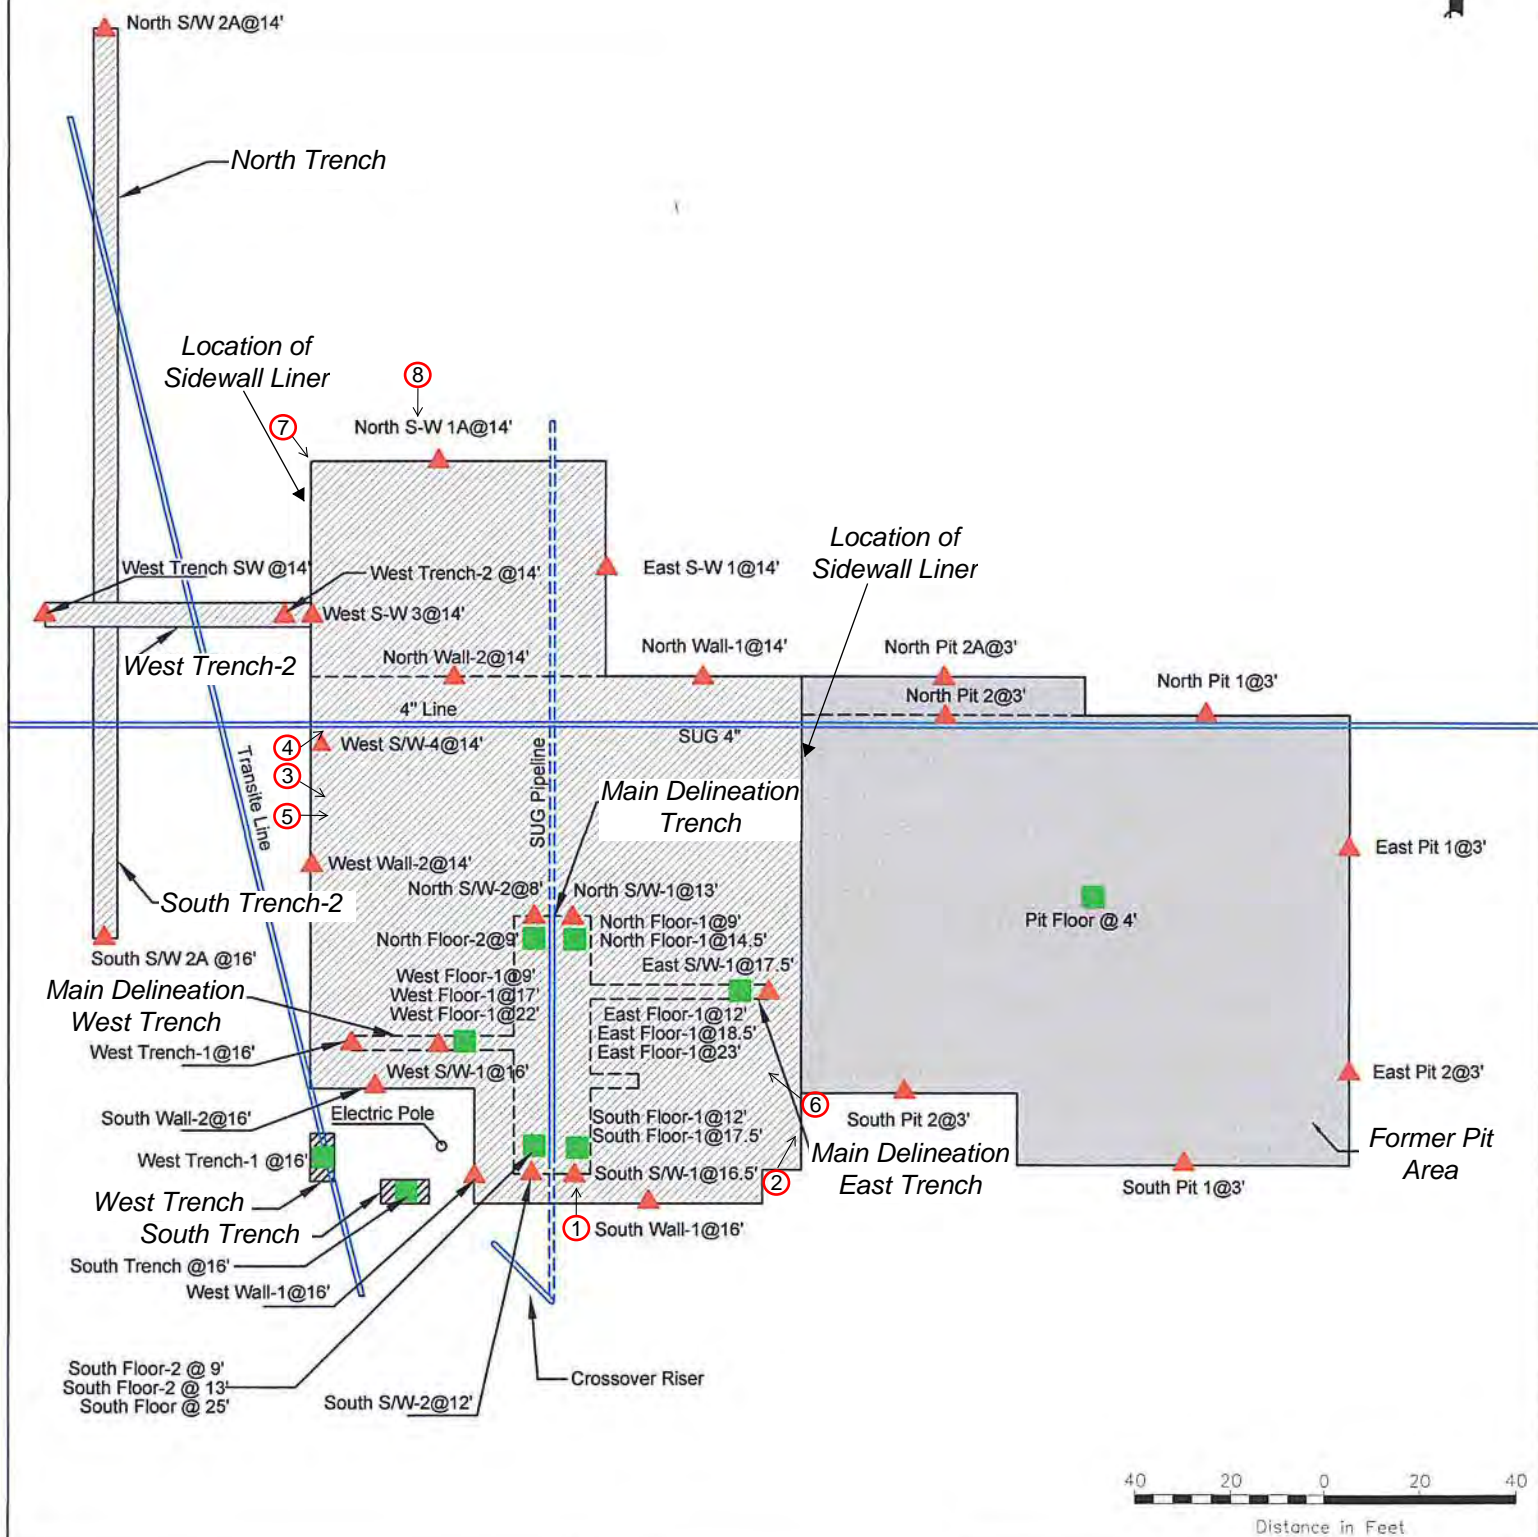 North S/W 2A@14'
North Trench
Location of
Sidewall Liner
8
7
North S-W 1A@14'
Location of
Sidewall Liner
West Trench SW @14'
West Trench-2 @14'
East S-W 1@14'
West S-W 3@14'
West Trench-2
North Wall-2@14'
North Wall-1@14'
North Pit 2A@3'
North Pit 2@3'
North Pit 1@3'
4" Line
SUG 4"
4
West S/W-4@14'
3
5
Transite Line
SUG Pipeline
Main Delineation
Trench
West Wall-2@14'
East Pit 1@3'
North S/W-2@8'
North S/W-1@13'
South Trench-2
North Floor-1@9'
North Floor-2@9'
North Floor-1@14.5'
Pit Floor @ 4'
South S/W 2A @16'
East S/W-1@17.5'
West Floor-1@9'
West Floor-1@17'
West Floor-1@22'
Main Delineation
West Trench
East Floor-1@12'
East Floor-1@18.5'
East Floor-1@23'
West Trench-1@16'
West S/W-1@16'
East Pit 2@3'
6
South Wall-2@16'
Electric Pole
South Floor-1@12'
South Floor-1@17.5'
South Pit 2@3'
Main Delineation
East Trench
Former Pit
Area
West Trench-1 @16'
South S/W-1@16.5'
2
South Pit 1@3'
West Trench
South Trench
1
South Wall-1@16'
South Trench @16'
West Wall-1@16'
South Floor-2 @ 9'
South Floor-2 @ 13'
South Floor @ 25'
South S/W-2@12'
Crossover Riser
40 20 0 20 40
Distance in Feet